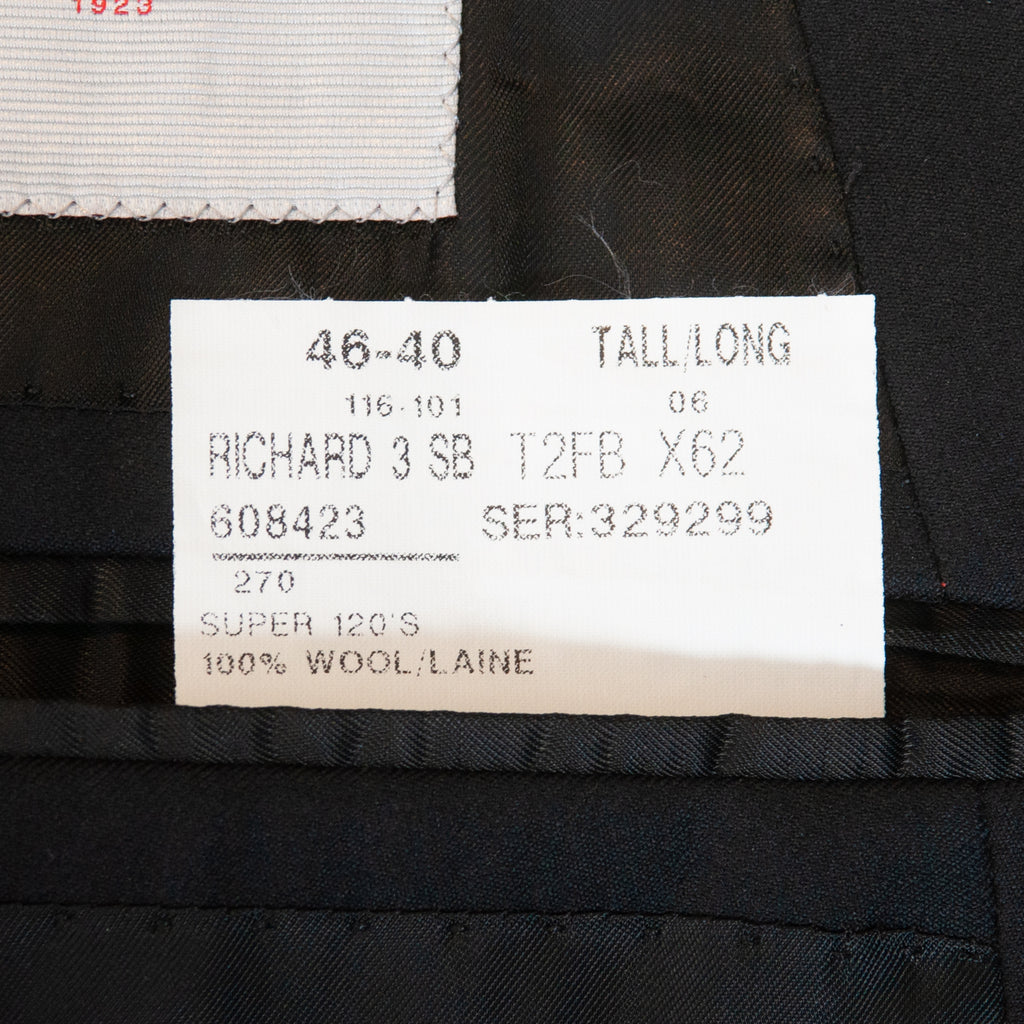 1923
46-40 TALL/LONG
116-101 06
RICHARD 3 SB T2FB X62
608423 SER:329299
270
SUPER 120'S
100% WOOL/LAINE